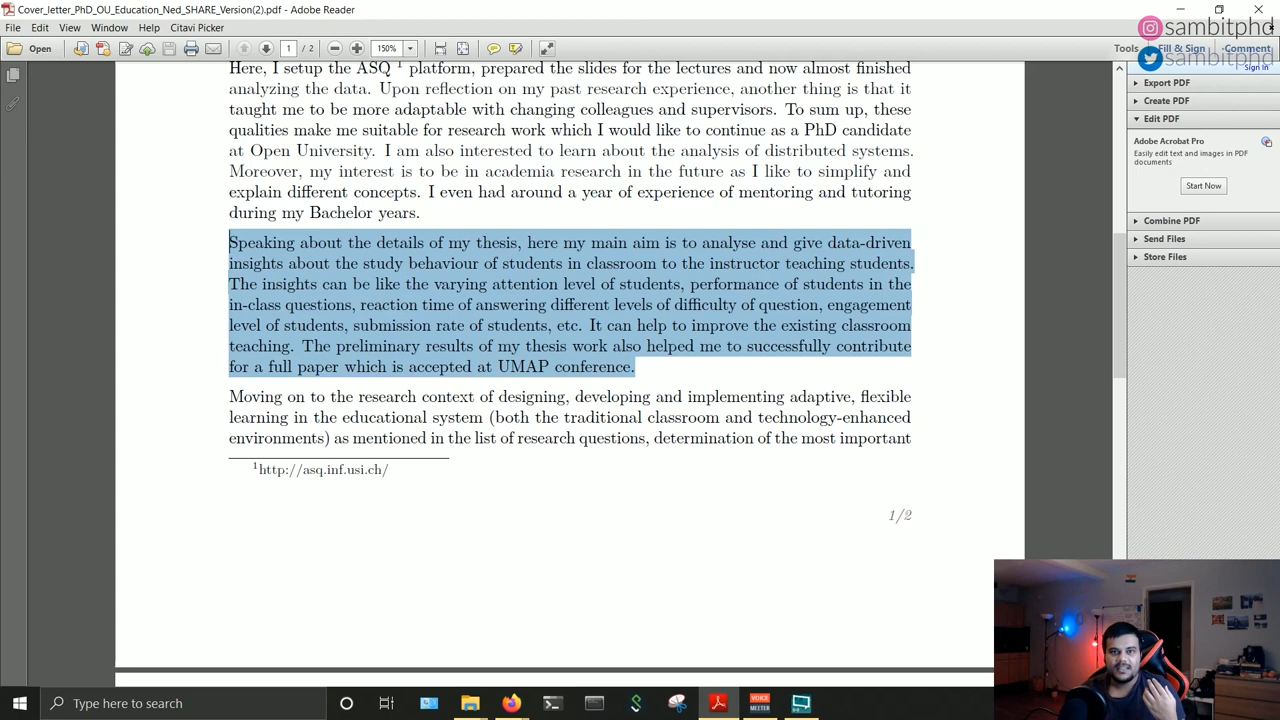 Cover_letter_PhD_OU_Education_Ned_SHARE_Version(2).pdf - Adobe Reader
File Edit View Window Help Citavi Picker
Open 1 / 2 150% Tools Fill & Sign Comment
sambitphd
sambitphd
Sign In
Export PDF
Create PDF
Edit PDF
Adobe Acrobat Pro
Easily edit text and images in PDF
documents
Start Now
Combine PDF
Send Files
Store Files
Here, I setup the ASQ 1 platform, prepared the slides for the lectures and now almost finished
analyzing the data. Upon reflection on my past research experience, another thing is that it
taught me to be more adaptable with changing colleagues and supervisors. To sum up, these
qualities make me suitable for research work which I would like to continue as a PhD candidate
at Open University. I am also interested to learn about the analysis of distributed systems.
Moreover, my interest is to be in academia research in the future as I like to simplify and
explain different concepts. I even had around a year of experience of mentoring and tutoring
during my Bachelor years.
Speaking about the details of my thesis, here my main aim is to analyse and give data-driven
insights about the study behaviour of students in classroom to the instructor teaching students.
The insights can be like the varying attention level of students, performance of students in the
in-class questions, reaction time of answering different levels of difficulty of question, engagement
level of students, submission rate of students, etc. It can help to improve the existing classroom
teaching. The preliminary results of my thesis work also helped me to successfully contribute
for a full paper which is accepted at UMAP conference.
Moving on to the research context of designing, developing and implementing adaptive, flexible
learning in the educational system (both the traditional classroom and technology-enhanced
environments) as mentioned in the list of research questions, determination of the most important
1http://asq.inf.usi.ch/
1/2
Type here to search
VOICE
MEETER